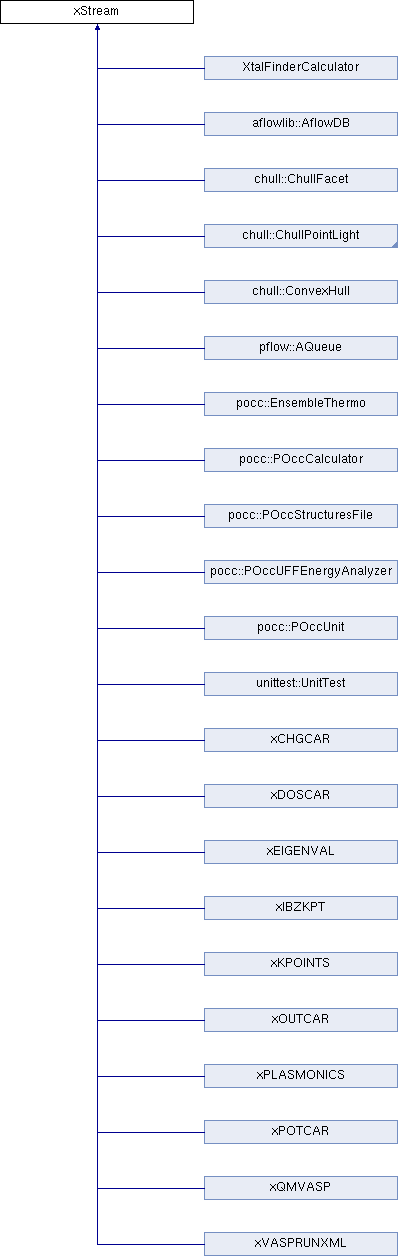 xStream
XtalFinderCalculator
aflowlib::AflowDB
chull::ChullFacet
chull::ChullPointLight
chull::ConvexHull
pflow::AQueue
pocc::EnsembleThermo
pocc::POccCalculator
pocc::POccStructuresFile
pocc::POccUFFEnergyAnalyzer
pocc::POccUnit
unittest::UnitTest
xCHGCAR
xDOSCAR
xEIGENVAL
xIBZKPT
xKPOINTS
xOUTCAR
xPLASMONICS
xPOTCAR
xQMVASP
xVASPRUNXML